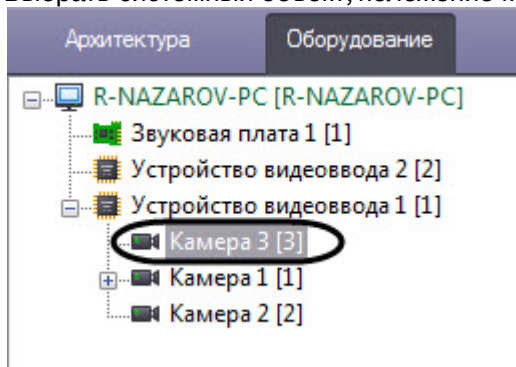 Архитектура Оборудование
R-NAZAROV-PC [R-NAZAROV-PC]
Звуковая плата 1 [1]
Устройство видеоввода 2 [2]
Устройство видеоввода 1 [1]
Камера 3 [3]
Камера 1 [1]
Камера 2 [2]